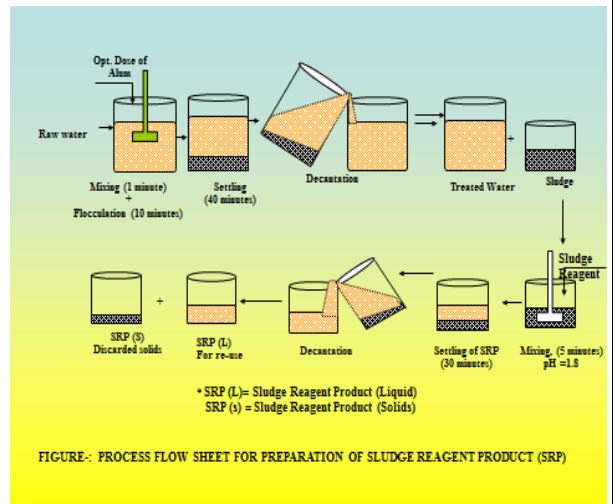 Opt. Dose of
Alum
Raw water
Mixing (1 minute)
+
Flocculation (10 minutes)
Settling
(40 minutes)
Decantation
Treated Water
+
Sludge
Sludge
Reagent
Mixing, (5 minutes)
pH =1.8
Settling of SRP
(30 minutes)
Decantation
SRP (L)
For re-use
+
SRP (S)
Discarded solids
* SRP (L)= Sludge Reagent Product (Liquid)
SRP (s) = Sludge Reagent Product (Solids)
FIGURE-: PROCESS FLOW SHEET FOR PREPARATION OF SLUDGE REAGENT PRODUCT (SRP)